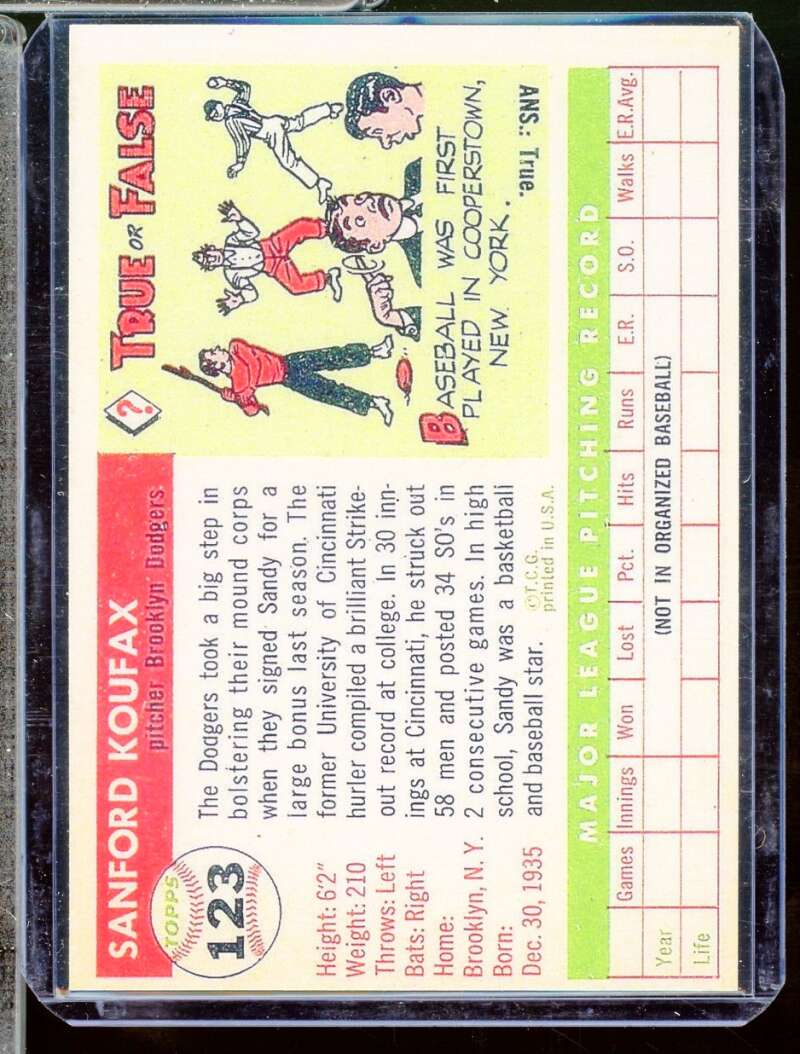 SANFORD KOUFAX
pitcher Brooklyn Dodgers
TOPPS
123
Height: 6'2"
Weight: 210
Throws: Left
Bats: Right
Home:
Brooklyn, N. Y.
Born:
Dec. 30, 1935
The Dodgers took a big step in
bolstering their mound corps
when they signed Sandy for a
large bonus last season. The
former University of Cincinnati
hurler compiled a brilliant Strike-
out record at college. In 30 inn-
ings at Cincinnati, he struck out
58 men and posted 34 SO's in
2 consecutive games. In high
school, Sandy was a basketball
and baseball star.
©T.C.G.
printed in U.S.A.
?
TRUE OR FALSE
BASEBALL WAS FIRST
PLAYED IN COOPERSTOWN,
NEW YORK.
ANS.: True.
MAJOR LEAGUE PITCHING RECORD
Games Innings Won Lost Pct. Hits Runs E.R. S.O. Walks E.R.Avg.
Year
(NOT IN ORGANIZED BASEBALL)
Life